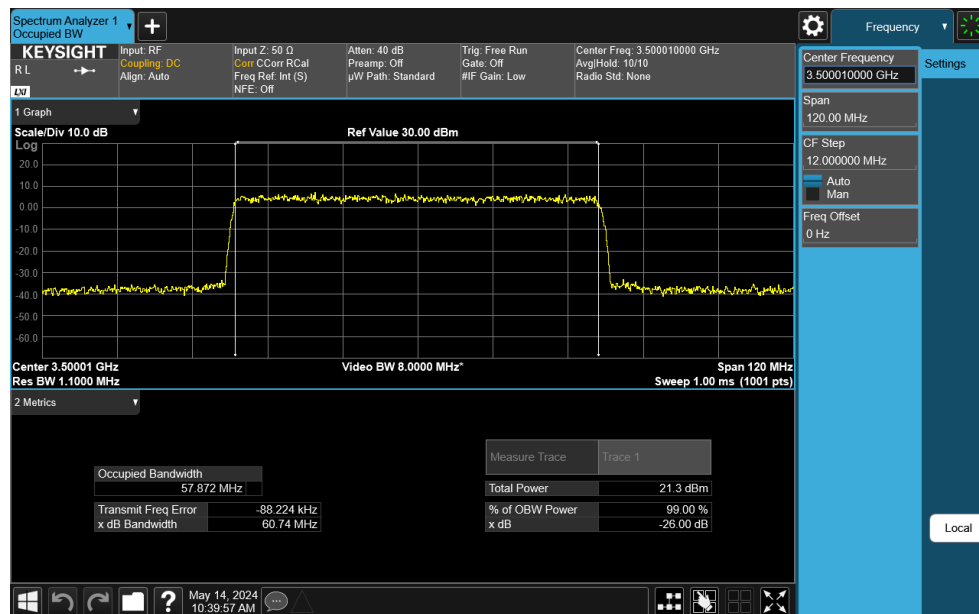 Spectrum Analyzer 1
Occupied BW
Frequency
KEYSIGHT
R L
LXI
Input: RF
Coupling: DC
Align: Auto
Input Z: 50 Ω
Corr CCorr RCal
Freq Ref: Int (S)
NFE: Off
Atten: 40 dB
Preamp: Off
µW Path: Standard
Trig: Free Run
Gate: Off
#IF Gain: Low
Center Freq: 3.500010000 GHz
Avg|Hold: 10/10
Radio Std: None
Center Frequency
3.500010000 GHz
Settings
Span
120.00 MHz
CF Step
12.000000 MHz
Auto
Man
Freq Offset
0 Hz
Local
1 Graph
Scale/Div 10.0 dB
Ref Value 30.00 dBm
Log
20.0
10.0
0.00
-10.0
-20.0
-30.0
-40.0
-50.0
-60.0
Center 3.50001 GHz
Video BW 8.0000 MHz*
Span 120 MHz
Res BW 1.1000 MHz
Sweep 1.00 ms (1001 pts)
2 Metrics
Measure Trace
Trace 1
Occupied Bandwidth
57.872 MHz
Total Power
21.3 dBm
Transmit Freq Error
-88.224 kHz
% of OBW Power
99.00 %
x dB Bandwidth
60.74 MHz
x dB
-26.00 dB
?
May 14, 2024
10:39:57 AM